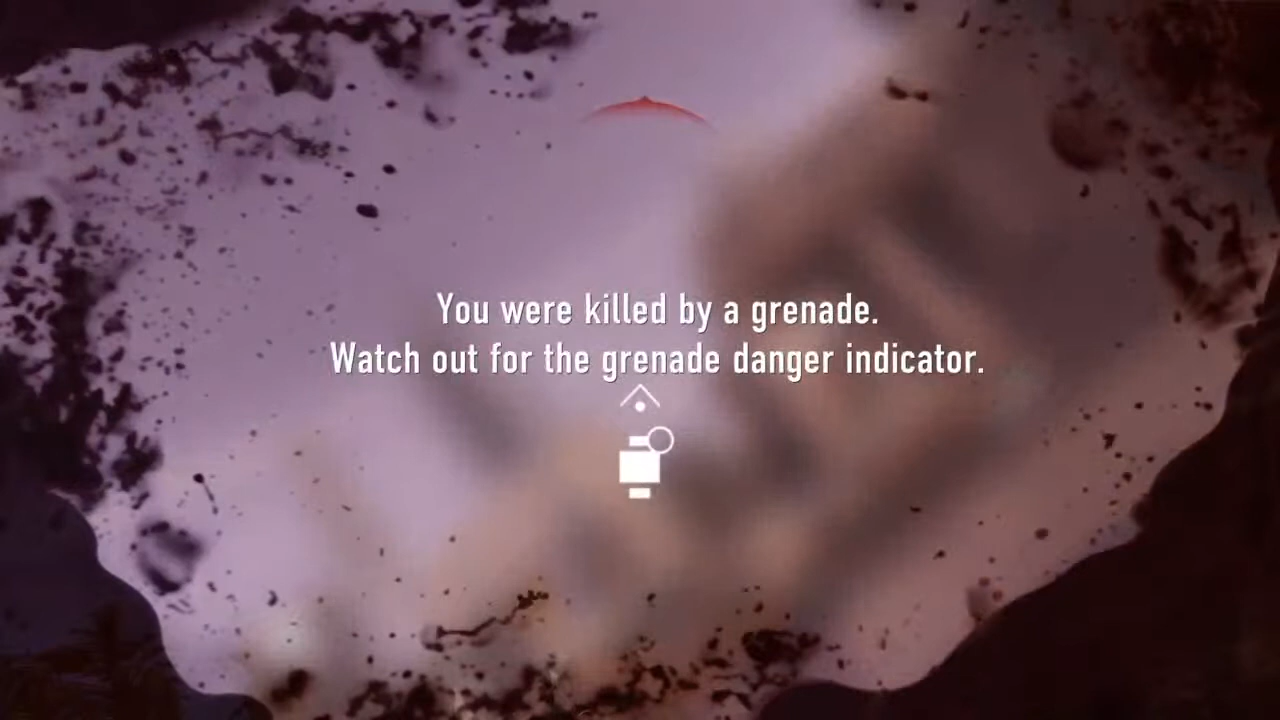 You were killed by a grenade.
Watch out for the grenade danger indicator.